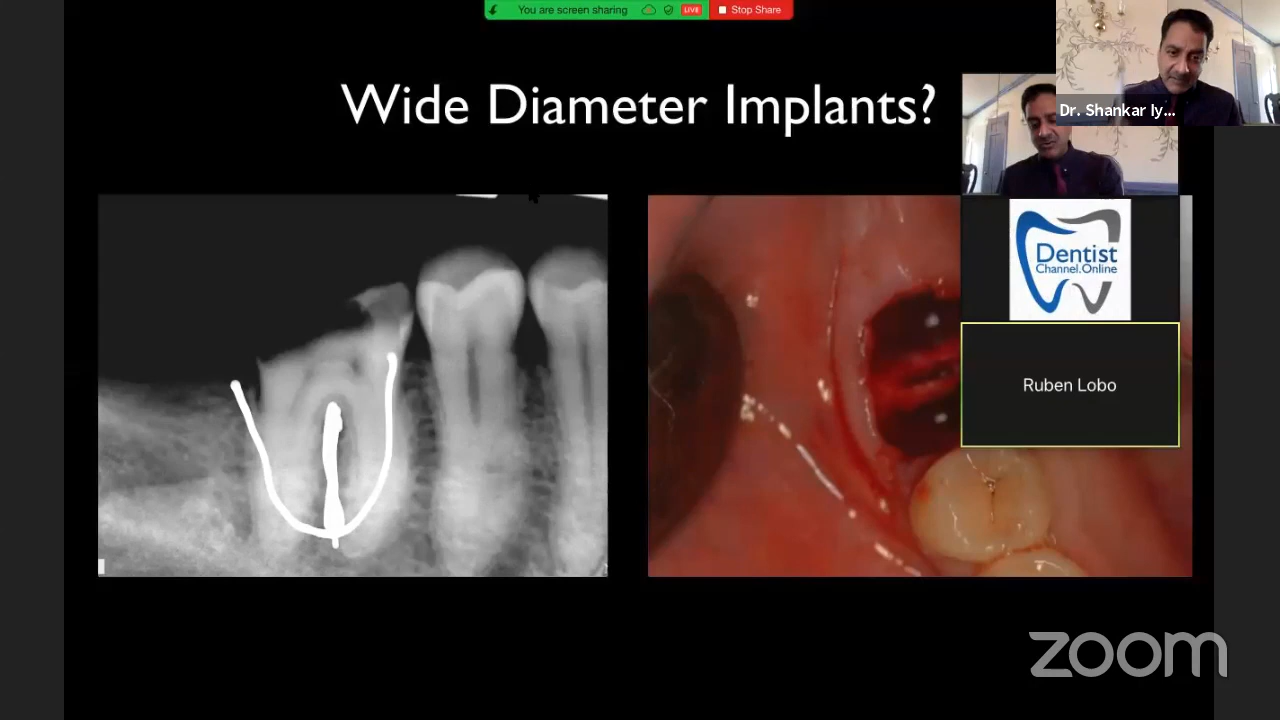 You are screen sharing
LIVE
Stop Share
Wide Diameter Implants?
Dr. Shankar Iy...
Dentist
Channel.Online
Ruben Lobo
zoom